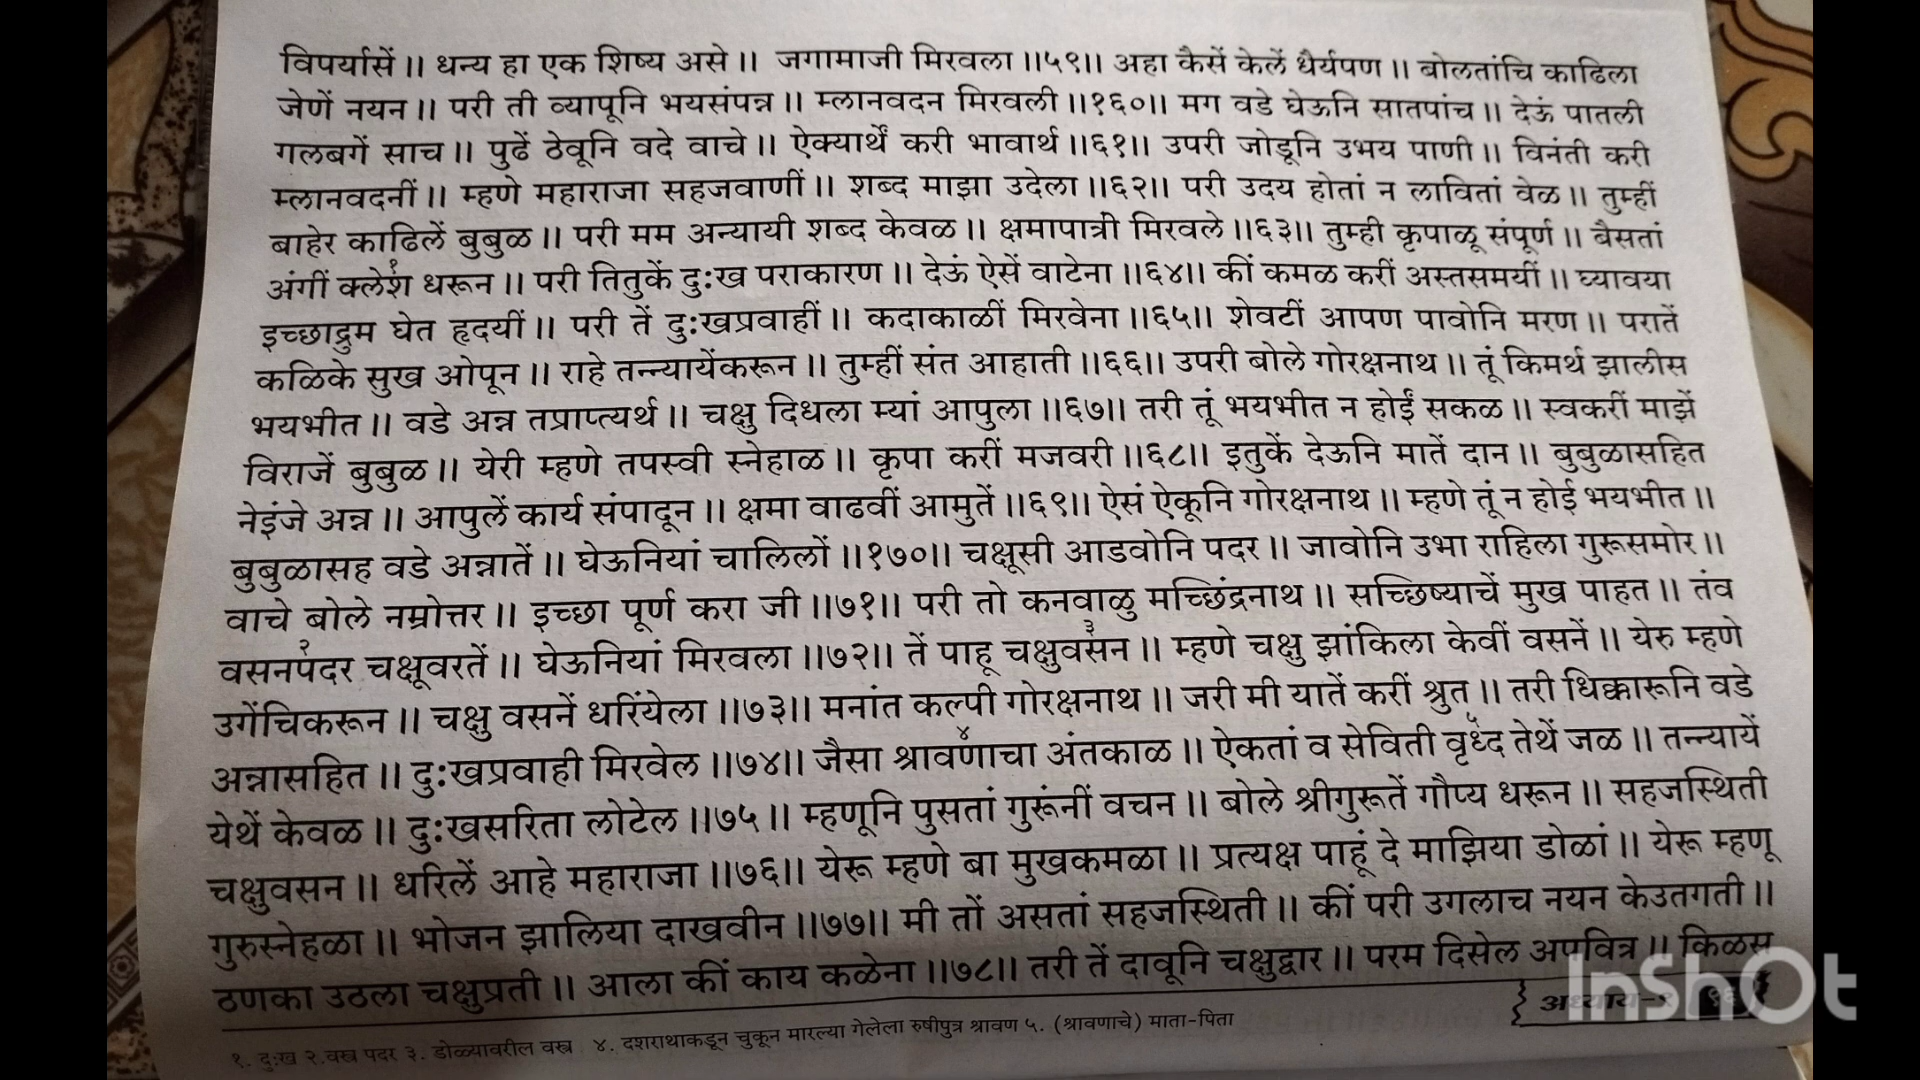 विपर्यासें ॥ धन्य हा एक शिष्य असे ॥ जगामाजी मिरवला ॥५९॥ अहा कैसें केलें धैर्यपण ॥ बोलतांचि काढिला
जेणें नयन ॥ परी ती व्यापूनि भयसंपन्न ॥ म्लानवदन मिरवली ॥१६०॥ मग वडे घेऊनि सातपांच ॥ देऊं पातली
गलबगें साच ॥ पुढें ठेवूनि वदे वाचे ॥ ऐक्यार्थें करी भावार्थ ॥६१॥ उपरी जोडूनि उभय पाणी ॥ विनंती करी
म्लानवदनीं ॥ म्हणे महाराजा सहजवाणीं ॥ शब्द माझा उदेला ॥६२॥ परी उदय होतां न लावितां वेळ ॥ तुम्हीं
बाहेर काढिलें बुबुळ ॥ परी मम अन्यायी शब्द केवळ ॥ क्षमापात्रीं मिरवले ॥६३॥ तुम्ही कृपाळू संपूर्ण ॥ बैसतां
अंगीं क्लेश१ धरून ॥ परी तितुकें दुःख पराकारण ॥ देऊं ऐसें वाटेना ॥६४॥ कीं कमळ करीं अस्तसमयीं ॥ घ्यावया
इच्छाद्रुम घेत हृदयीं ॥ परी तें दुःखप्रवाहीं ॥ कदाकाळीं मिरवेना ॥६५॥ शेवटीं आपण पावोनि मरण ॥ परातें
कळिके सुख ओपून ॥ राहे तन्न्यायेंकरून ॥ तुम्हीं संत आहाती ॥६६॥ उपरी बोले गोरक्षनाथ ॥ तूं किमर्थ झालीस
भयभीत ॥ वडे अन्न तप्राप्त्यर्थ ॥ चक्षु दिधला म्यां आपुला ॥६७॥ तरी तूं भयभीत न होईं सकळ ॥ स्वकरीं माझें
विराजें बुबुळ ॥ येरी म्हणे तपस्वी स्नेहाळ ॥ कृपा करीं मजवरी ॥६८॥ इतुकें देऊनि मातें दान ॥ बुबुळासहित
नेइंजे अन्न ॥ आपुलें कार्य संपादून ॥ क्षमा वाढवीं आमुतें ॥६९॥ ऐसं ऐकूनि गोरक्षनाथ ॥ म्हणे तूं न होई भयभीत ॥
बुबुळासह वडे अन्नातें ॥ घेऊनियां चालिलों ॥१७०॥ चक्षूसी आडवोनि पदर ॥ जावोनि उभा राहिला गुरूसमोर ॥
वाचे बोले नम्रोत्तर ॥ इच्छा पूर्ण करा जी ॥७१॥ परी तो कनवाळु मच्छिंद्रनाथ ॥ सच्छिष्याचें मुख पाहत ॥ तंव
वसनपदर२ चक्षूवरतें ॥ घेऊनियां मिरवला ॥७२॥ तें पाहू चक्षुवसन३ ॥ म्हणे चक्षु झांकिला केवीं वसनें ॥ येरु म्हणे
उगेंचिकरून ॥ चक्षु वसनें धरिंयेला ॥७३॥ मनांत कल्पी गोरक्षनाथ ॥ जरी मी यातें करीं श्रुत ॥ तरी धिक्कारूनि वडे
अन्नासहित ॥ दुःखप्रवाही मिरवेल ॥७४॥ जैसा श्रावणाचा४ अंतकाळ ॥ ऐकतां व सेविती वृध्द५ तेथें जळ ॥ तन्न्यायें
येथें केवळ ॥ दुःखसरिता लोटेल ॥७५॥ म्हणूनि पुसतां गुरूंनीं वचन ॥ बोले श्रीगुरूतें गौप्य धरून ॥ सहजस्थिती
चक्षुवसन ॥ धरिलें आहे महाराजा ॥७६॥ येरू म्हणे बा मुखकमळा ॥ प्रत्यक्ष पाहूं दे माझिया डोळां ॥ येरू म्हणू
गुरुस्नेहळा ॥ भोजन झालिया दाखवीन ॥७७॥ मी तों असतां सहजस्थिती ॥ कीं परी उगलाच नयन केउतगती ॥
ठणका उठला चक्षुप्रती ॥ आला कीं काय कळेना ॥७८॥ तरी तें दावूनि चक्षुद्वार ॥ परम दिसेल अपवित्र ॥ किळस
१. दुःख २.वस्त्र पदर ३. डोळ्यावरील वस्त्र ४. दशरथाकडून चुकून मारल्या गेलेला रुषीपुत्र श्रावण ५. (श्रावणाचे) माता-पिता
InShOt